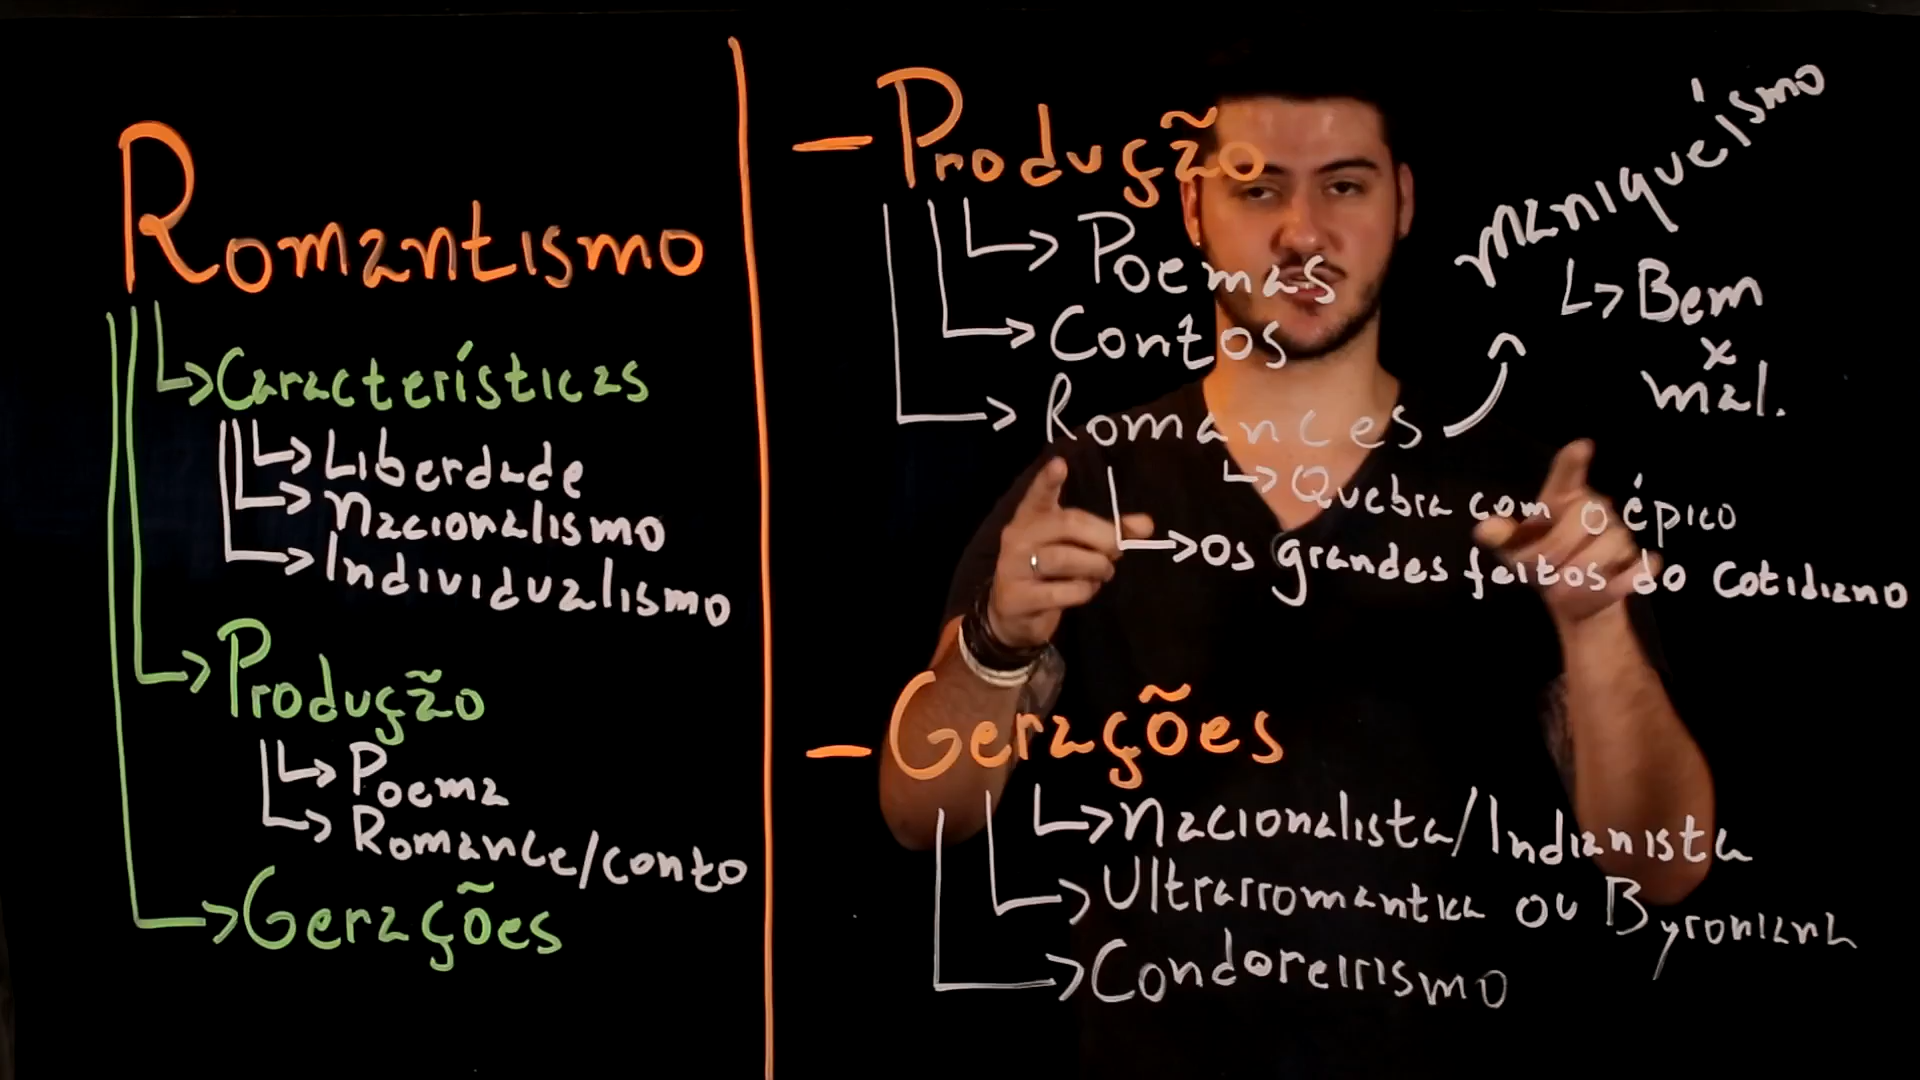 Romantismo
Características
Liberdade
Nacionalismo
Individualismo
Produção
Poema
Romance/conto
Gerações
- Produção
Poemas
Contos
Romances
maniqueísmo
Bem
x
mal.
Quebra com o épico
Os grandes feitos do cotidiano
- Gerações
Nacionalista/Indianista
Ultrarromantica ou Byroniana
Condoreirismo